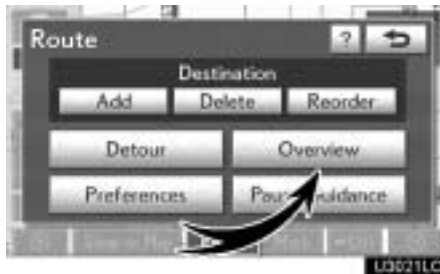 Route ?
Destination
Add Delete Reorder
Detour Overview
Preferences Guidance
U3021LC